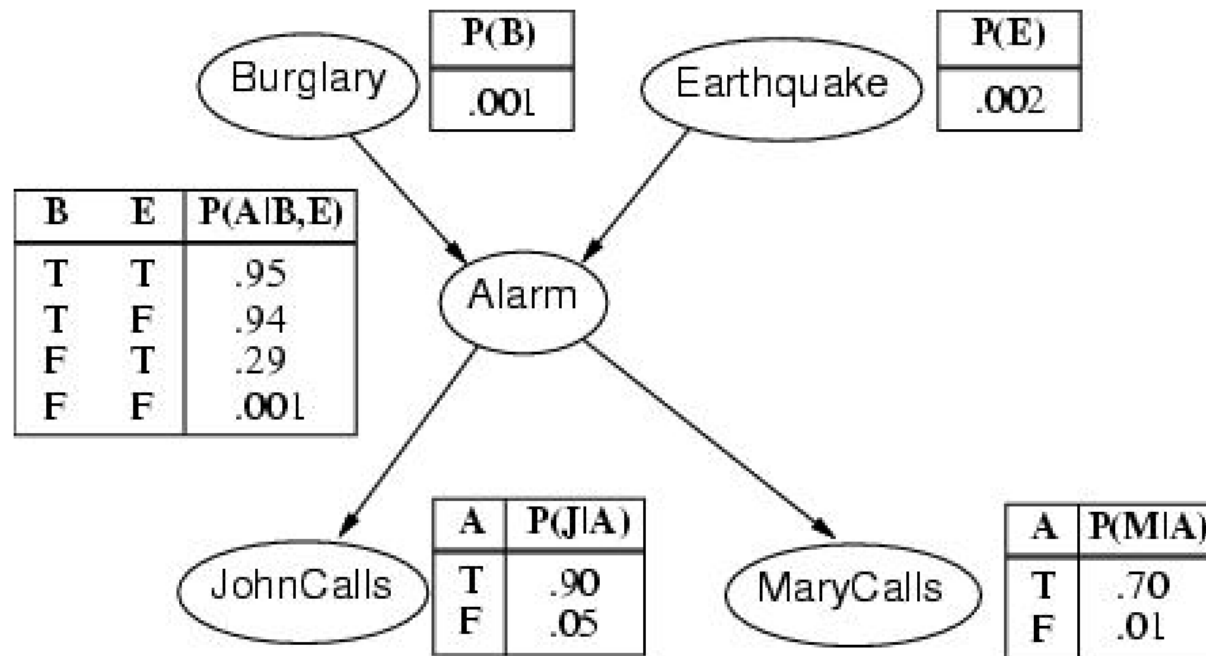 Burglary
P(B)
.001
Earthquake
P(E)
.002
B E P(A|B,E)
T T .95
T F .94
F T .29
F F .001
Alarm
JohnCalls
A P(J|A)
T .90
F .05
MaryCalls
A P(M|A)
T .70
F .01